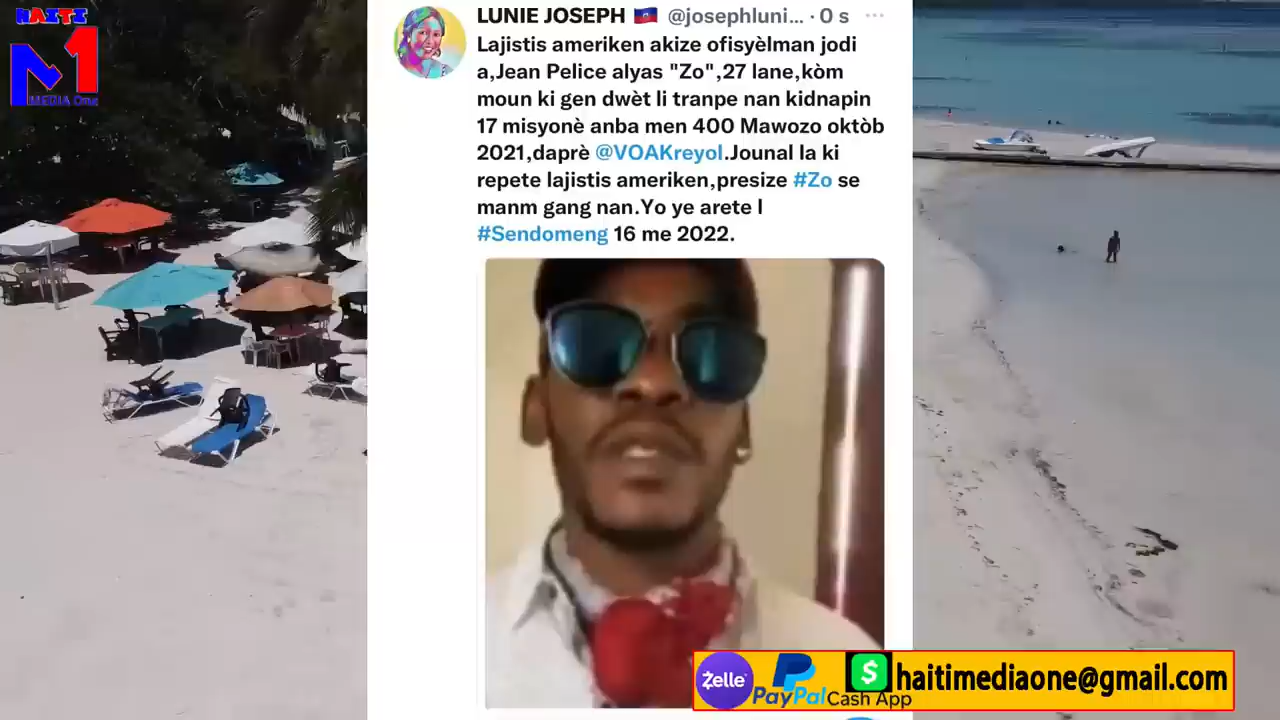 HAITI
M1
MEDIA One
LUNIE JOSEPH 🇭🇹 @josephluni... · 0 s ...
Lajistis ameriken akize ofisyèlman jodi
a,Jean Pelice alyas "Zo",27 lane,kòm
moun ki gen dwèt li tranpe nan kidnapin
17 misyonè anba men 400 Mawozo oktòb
2021,daprè @VOAKreyol.Jounal la ki
repete lajistis ameriken,presize #Zo se
manm gang nan.Yo ye arete l
#Sendomeng 16 me 2022.
Zelle
PayPal
$
Cash App
haitimediaone@gmail.com